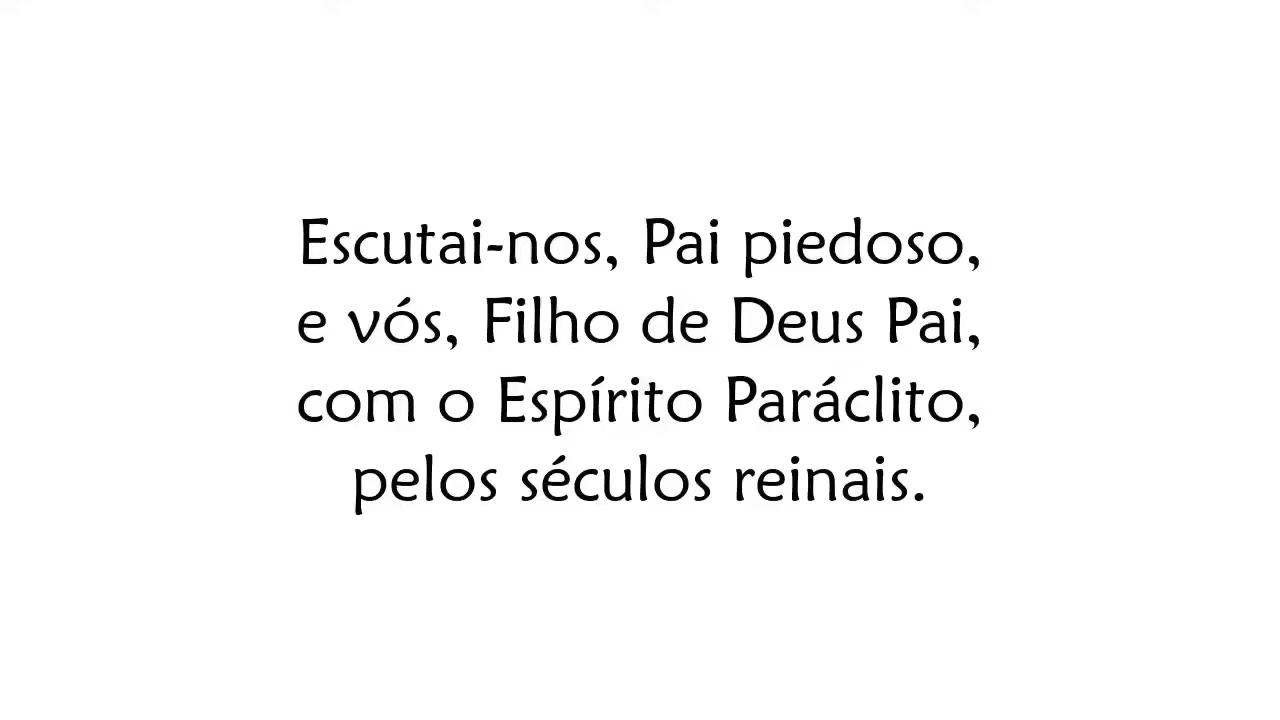 Escutai-nos, Pai piedoso,
e vós, Filho de Deus Pai,
com o Espírito Paráclito,
pelos séculos reinais.